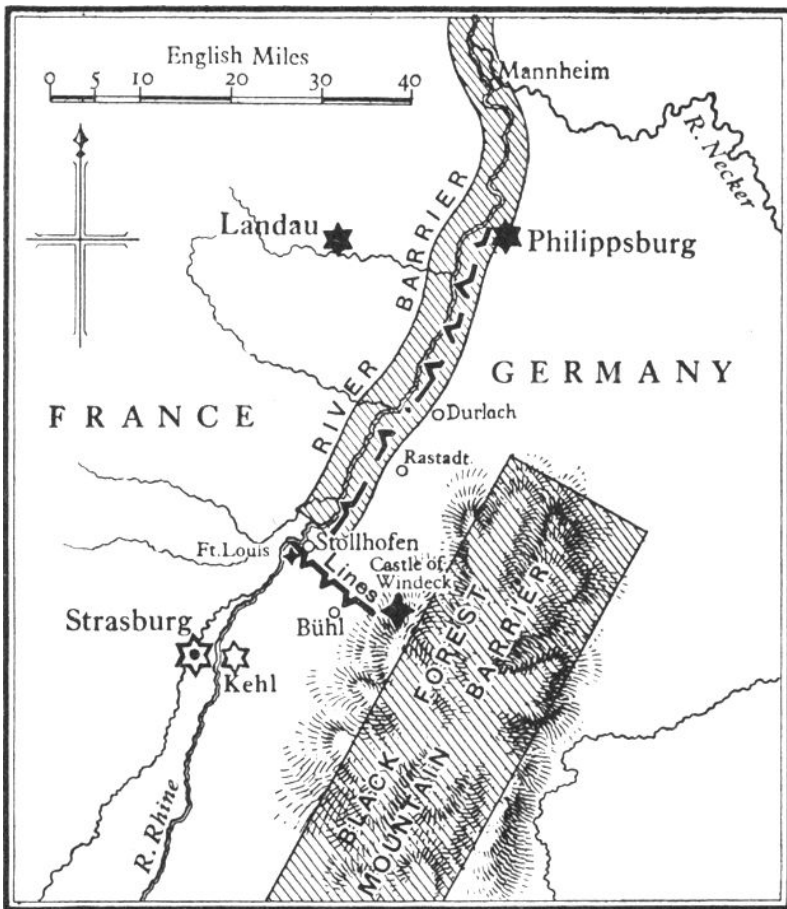 English Miles
0 5 10 20 30 40
Mannheim
R. Necker
Landau
Philippsburg
RIVER BARRIER
GERMANY
FRANCE
Durlach
Rastadt
Ft. Louis
Stollhofen
Lines
Castle of
Windeck
Bühl
Strasburg
Kehl
R. Rhine
BLACK FOREST
MOUNTAIN BARRIER